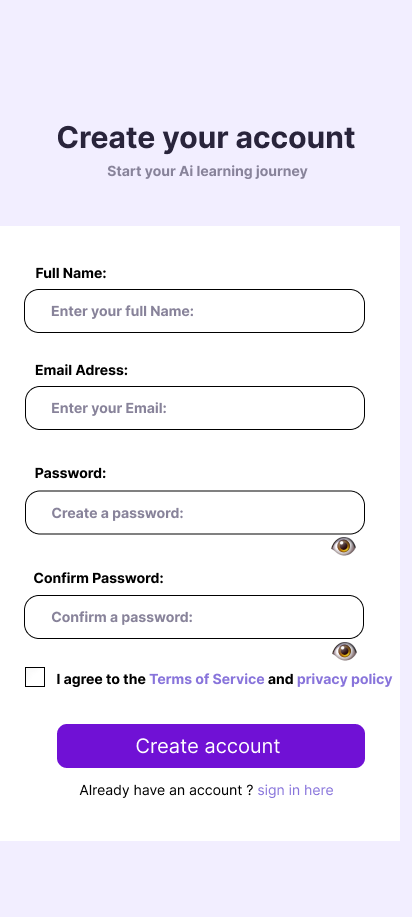 Create your account
Start your Ai learning journey
Full Name:
Enter your full Name:
Email Adress:
Enter your Email:
Password:
Create a password:
Confirm Password:
Confirm a password:
I agree to the Terms of Service and privacy policy
Create account
Already have an account ? sign in here